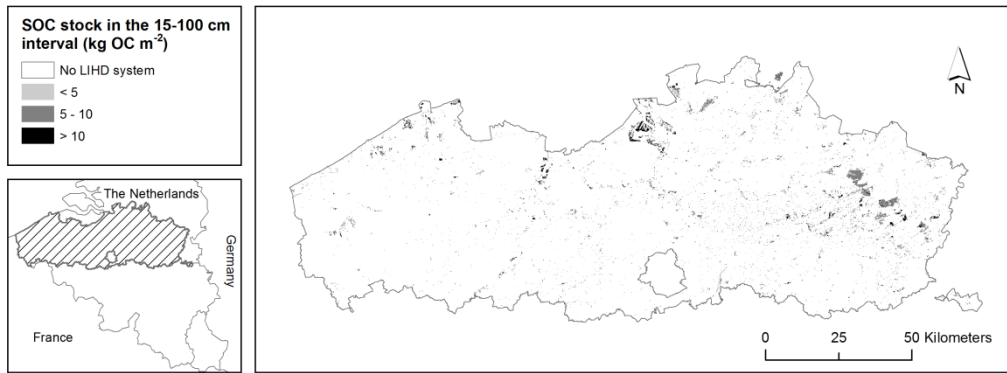 SOC stock in the 15-100 cm
interval (kg OC m⁻²)
No LIHD system
< 5
5 - 10
> 10
The Netherlands
Germany
France
N
0 25 50 Kilometers